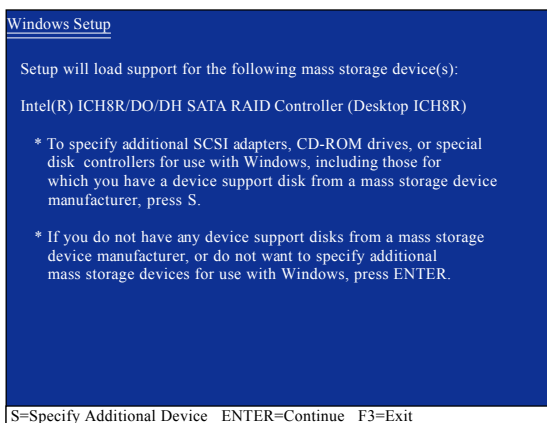 Windows Setup
Setup will load support for the following mass storage device(s):
Intel(R) ICH8R/DO/DH SATA RAID Controller (Desktop ICH8R)
* To specify additional SCSI adapters, CD-ROM drives, or special
disk controllers for use with Windows, including those for
which you have a device support disk from a mass storage device
manufacturer, press S.
* If you do not have any device support disks from a mass storage
device manufacturer, or do not want to specify additional
mass storage devices for use with Windows, press ENTER.
S=Specify Additional Device ENTER=Continue F3=Exit